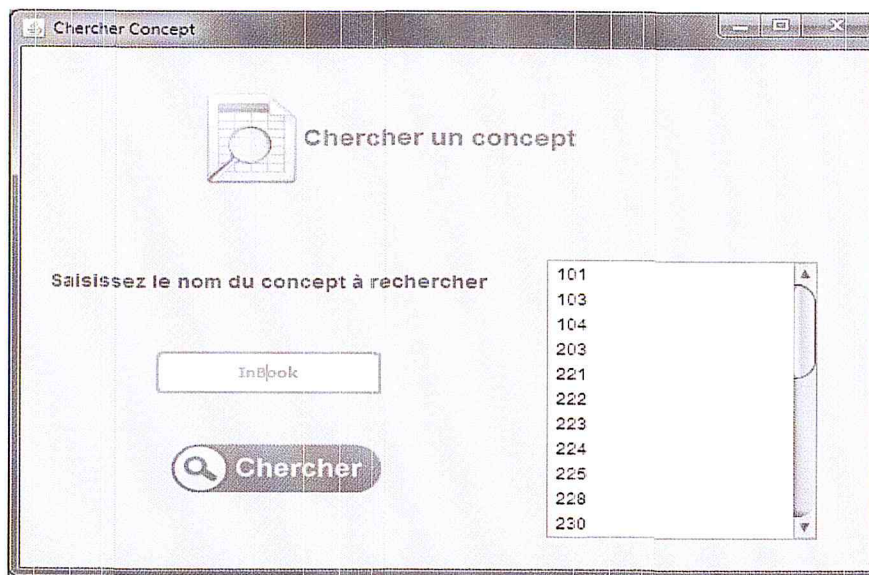 Chercher Concept
Chercher un concept
Saisissez le nom du concept à rechercher
InBook
Chercher
101
103
104
203
221
222
223
224
225
228
230